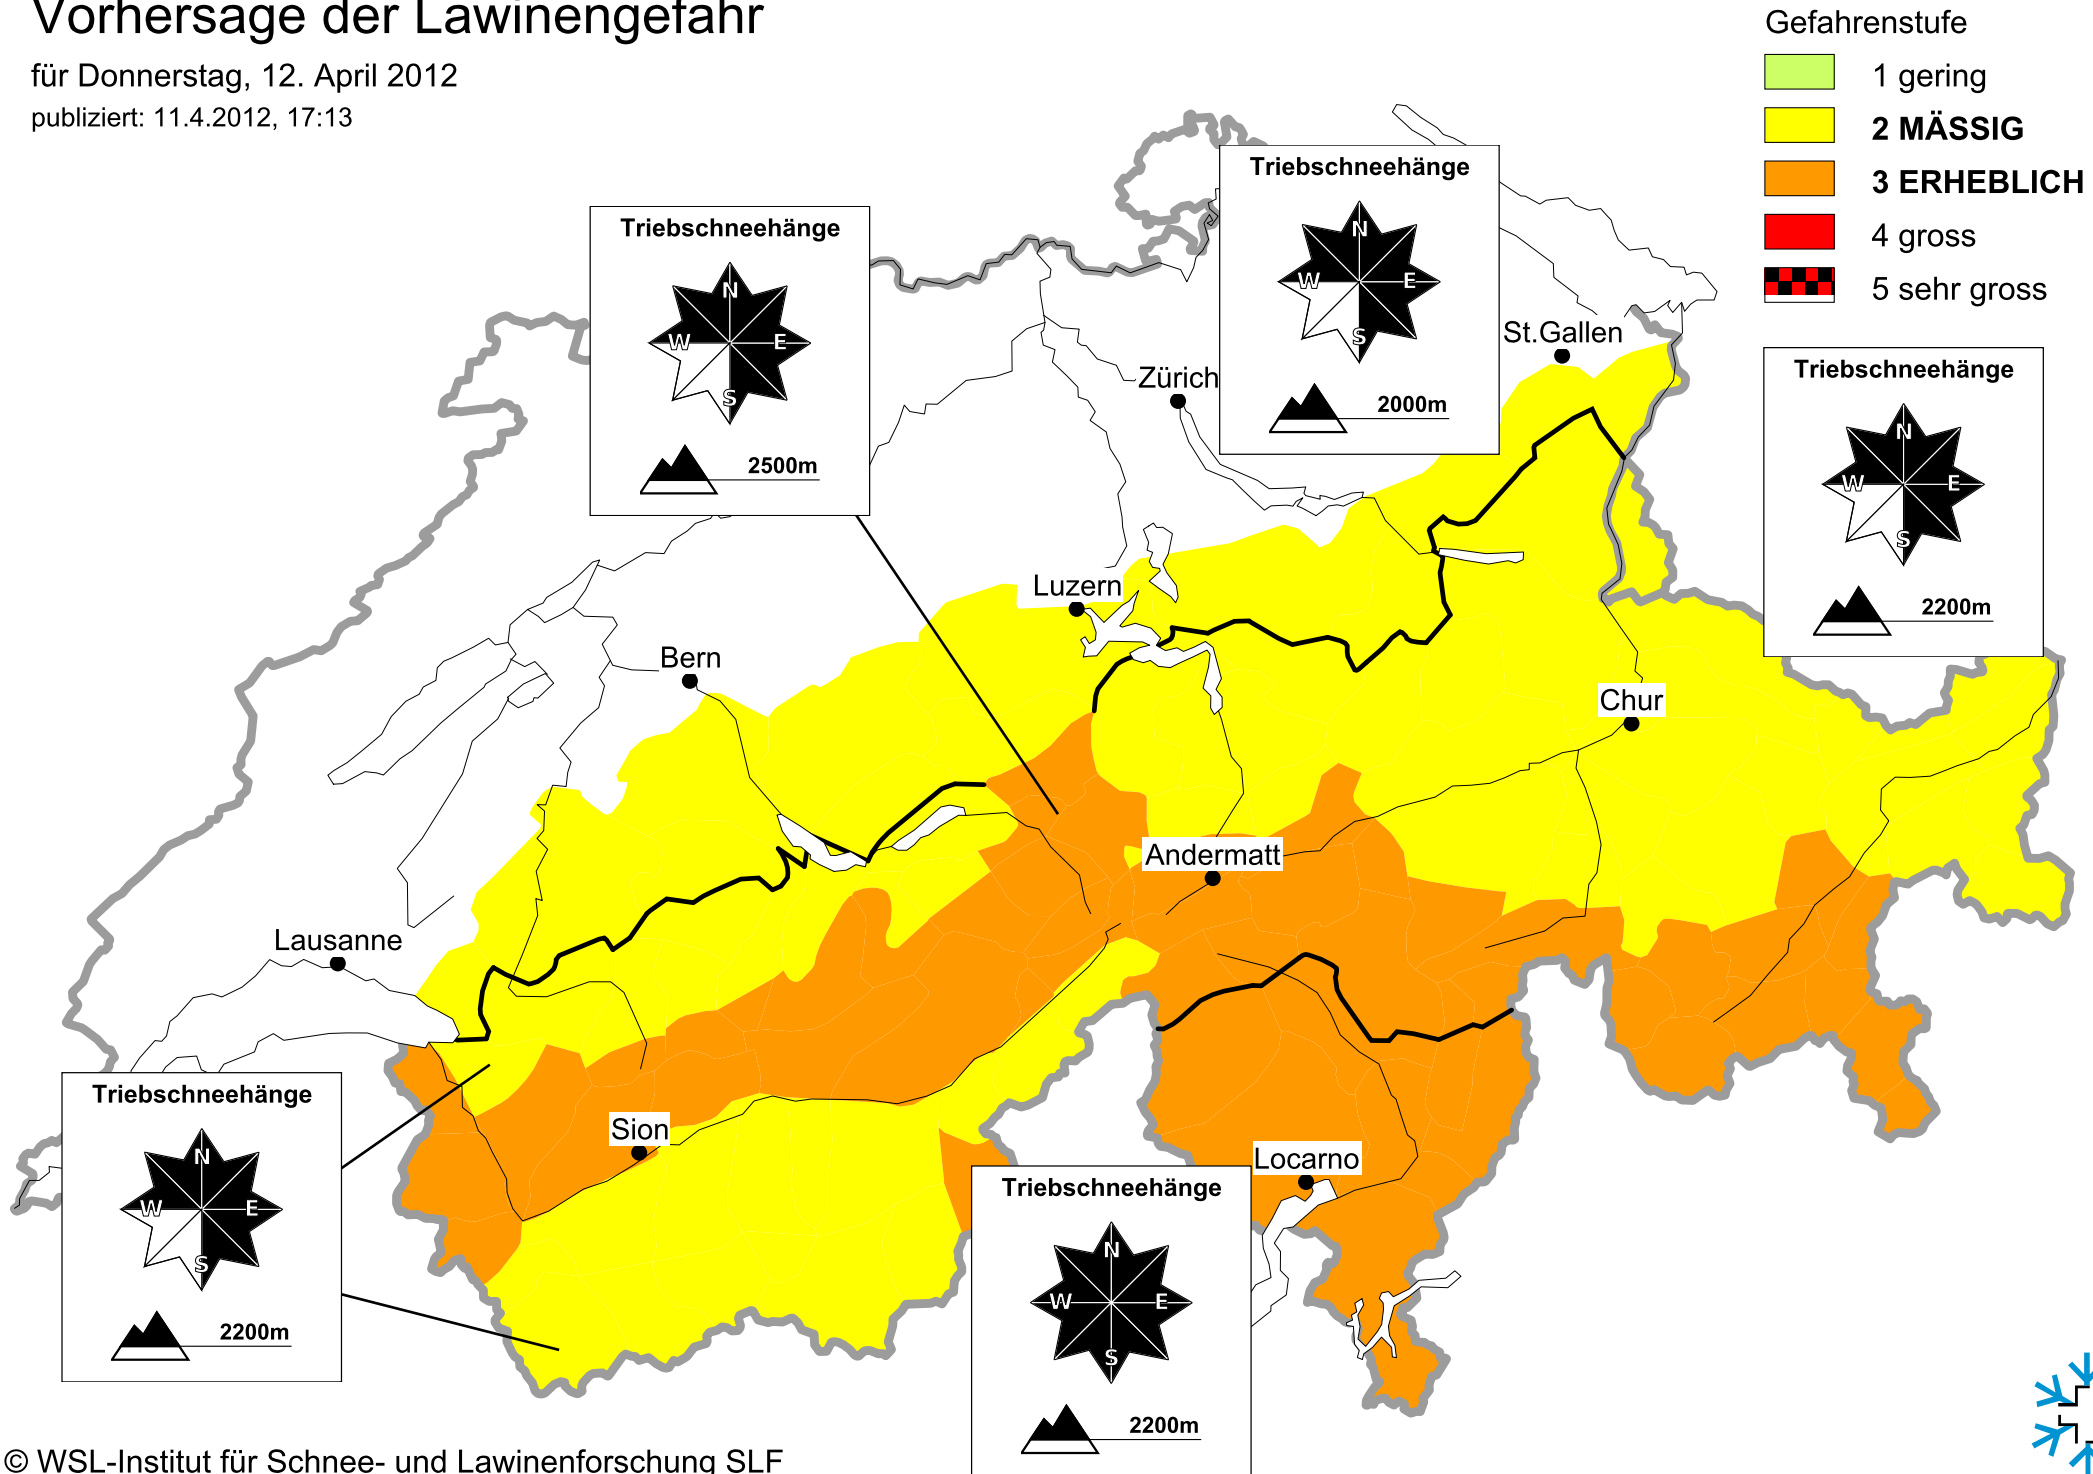 Vorhersage der Lawinengefahr
für Donnerstag, 12. April 2012
publiziert: 11.4.2012, 17:13
Gefahrenstufe
1 gering
2 MÄSSIG
3 ERHEBLICH
4 gross
5 sehr gross
Triebschneehänge
N
W E
S
2000m
Triebschneehänge
N
W E
S
2500m
Triebschneehänge
N
W E
S
2200m
St.Gallen
Zürich
Luzern
Bern
Chur
Andermatt
Lausanne
Sion
Locarno
Triebschneehänge
N
W E
S
2200m
Triebschneehänge
N
W E
S
2200m
© WSL-Institut für Schnee- und Lawinenforschung SLF